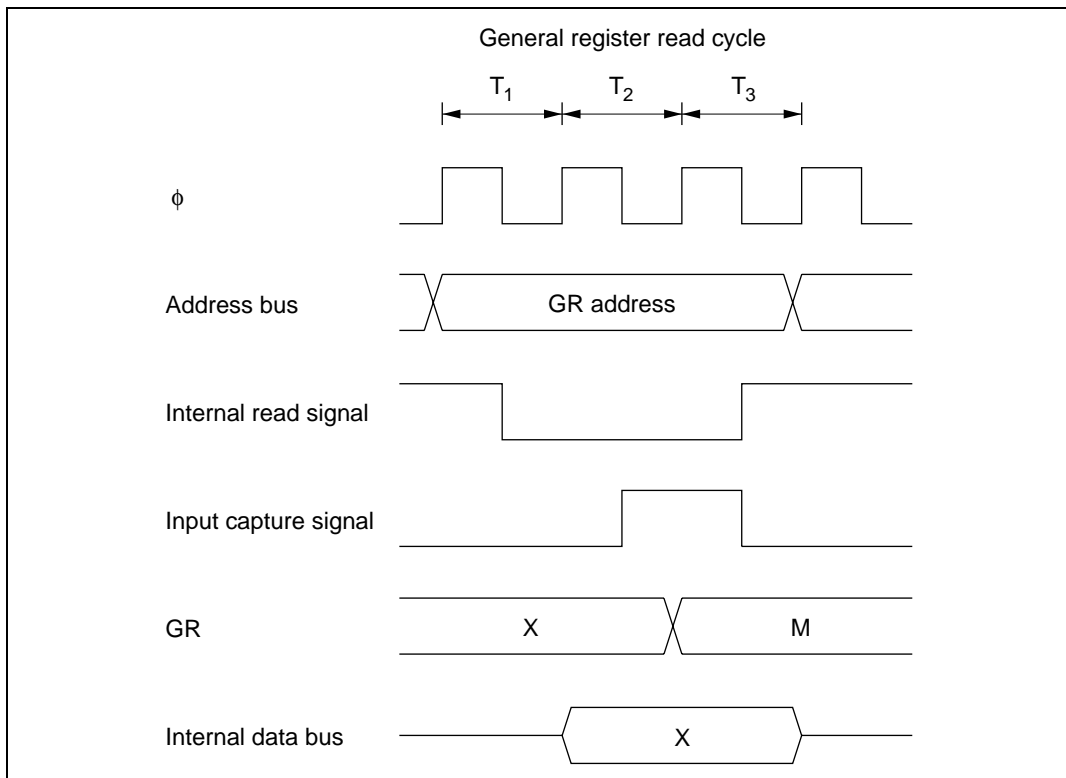 General register read cycle
T1 T2 T3
ϕ
Address bus GR address
Internal read signal
Input capture signal
GR X M
Internal data bus X